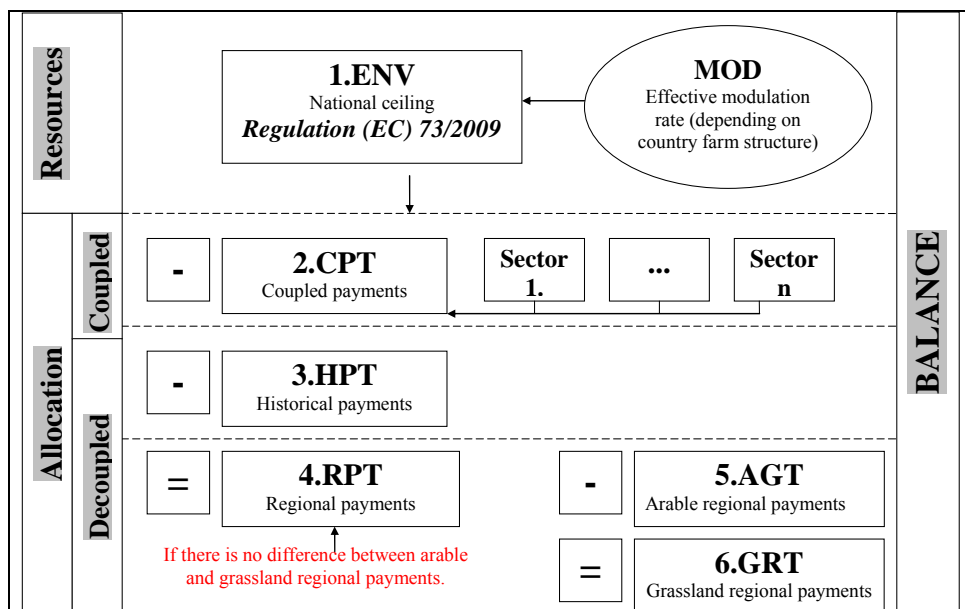 Resources
1.ENV
National ceiling
Regulation (EC) 73/2009
MOD
Effective modulation
rate (depending on
country farm structure)
BALANCE
Allocation
Coupled
-
2.CPT
Coupled payments
Sector
1.
...
Sector
n
Decoupled
-
3.HPT
Historical payments
=
4.RPT
Regional payments
If there is no difference between arable
and grassland regional payments.
-
5.AGT
Arable regional payments
=
6.GRT
Grassland regional payments